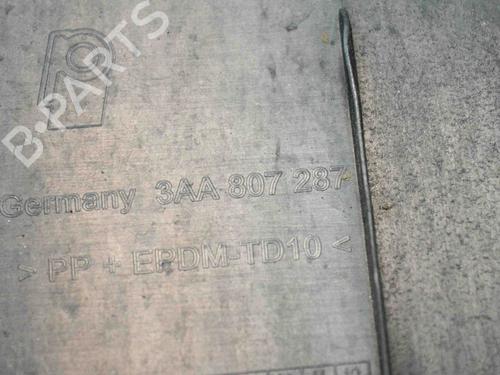 B-PARTS
Germany 3AA 807 287
> PP + EPDM-TD10 <